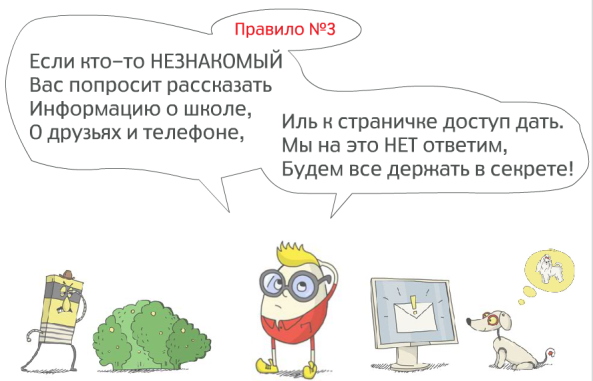 Правило №3
Если кто-то НЕЗНАКОМЫЙ
Вас попросит рассказать
Информацию о школе,
О друзьях и телефоне,
Иль к страничке доступ дать.
Мы на это НЕТ ответим,
Будем все держать в секрете!